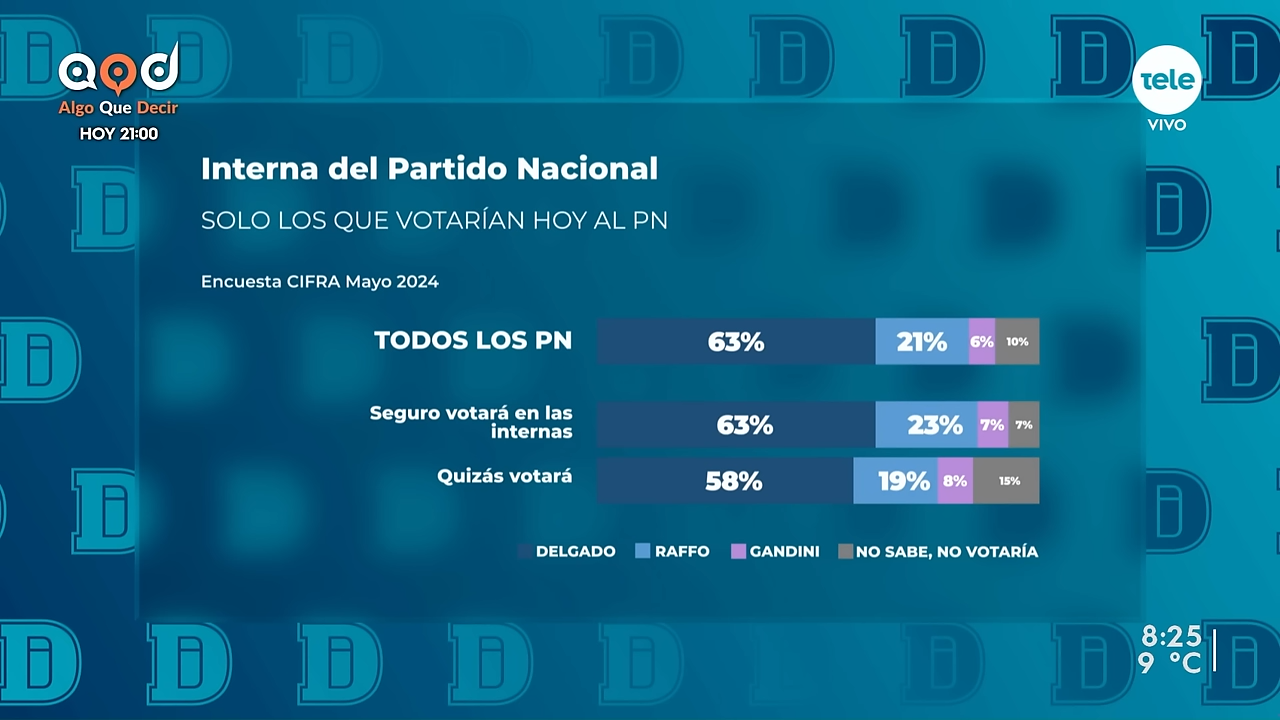 aqd
Algo Que Decir
HOY 21:00
tele
VIVO
Interna del Partido Nacional
SOLO LOS QUE VOTARÍAN HOY AL PN
Encuesta CIFRA Mayo 2024
TODOS LOS PN 63% 21% 6% 10%
Seguro votará en las
internas 63% 23% 7% 7%
Quizás votará 58% 19% 8% 15%
DELGADO RAFFO GANDINI NO SABE, NO VOTARÍA
8:25
9 °C